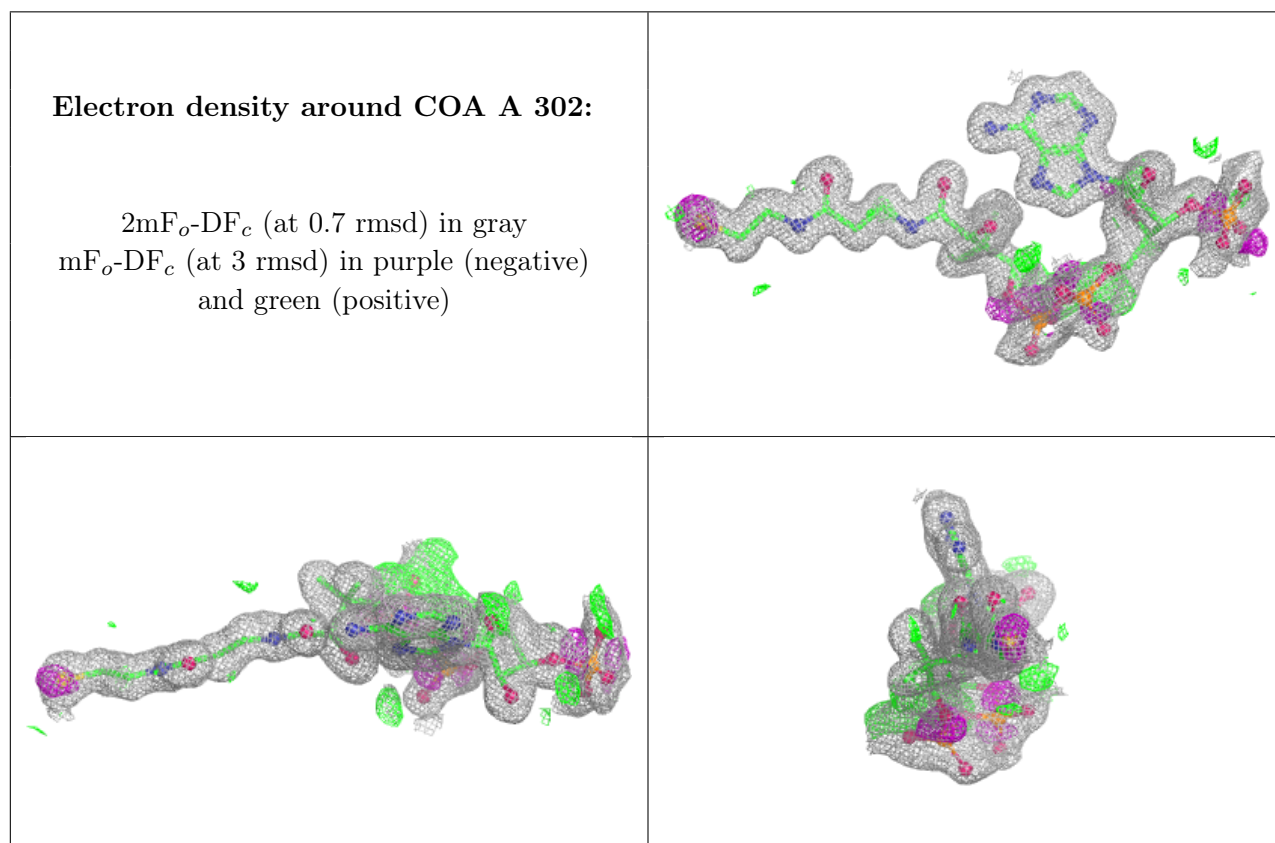 Electron density around COA A 302:
2mFo-DFc (at 0.7 rmsd) in gray
mFo-DFc (at 3 rmsd) in purple (negative)
and green (positive)